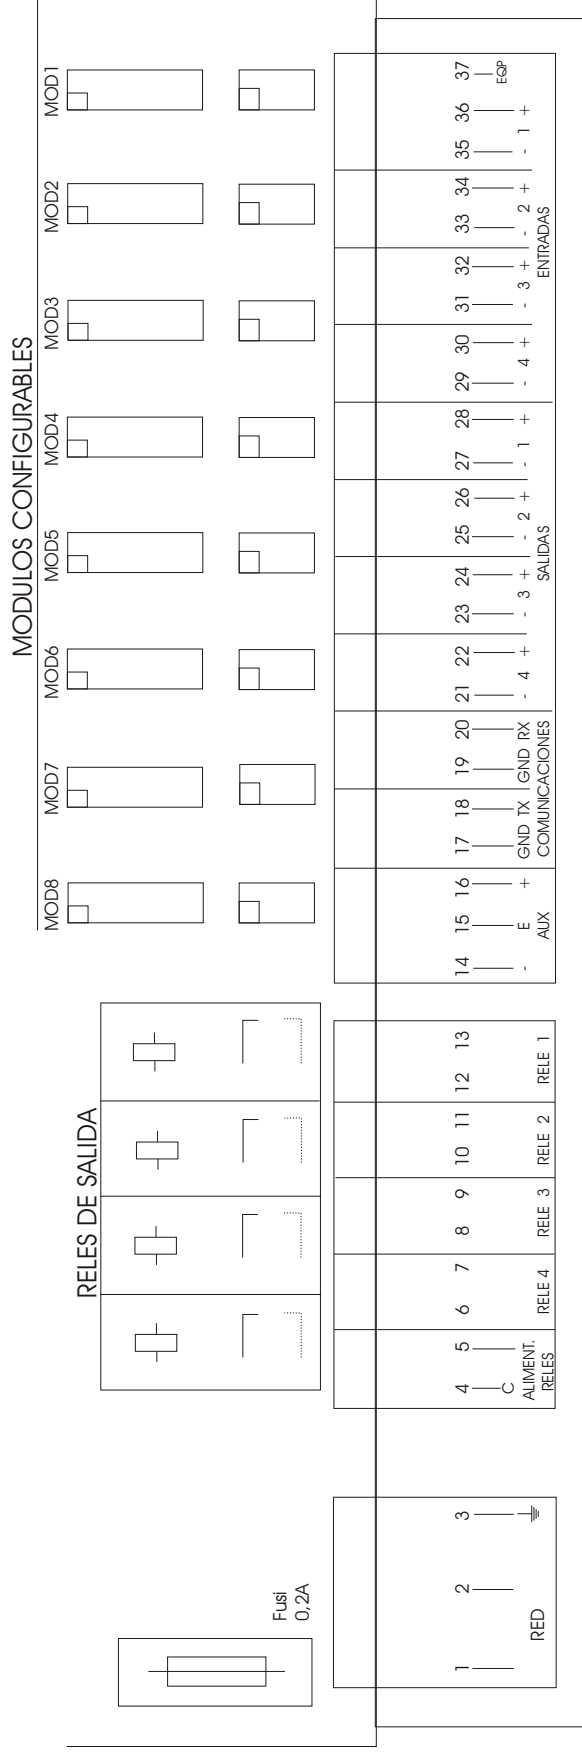 MODULOS CONFIGURABLES
MOD8 MOD7 MOD6 MOD5 MOD4 MOD3 MOD2 MOD1
RELES DE SALIDA
Fusi
0,2A
1 2 3
RED
4 5 6 7 8 9 10 11 12 13
C
ALIMENT.
RELES
RELE 4 RELE 3 RELE 2 RELE 1
14 15 16 17 18 19 20 21 22 23 24 25 26 27 28 29 30 31 32 33 34 35 36 37
EQP
- E + GND TX GND RX - 4 + - 3 + - 2 + - 1 + - 4 + - 3 + - 2 + - 1 +
AUX COMUNICACIONES SALIDAS ENTRADAS